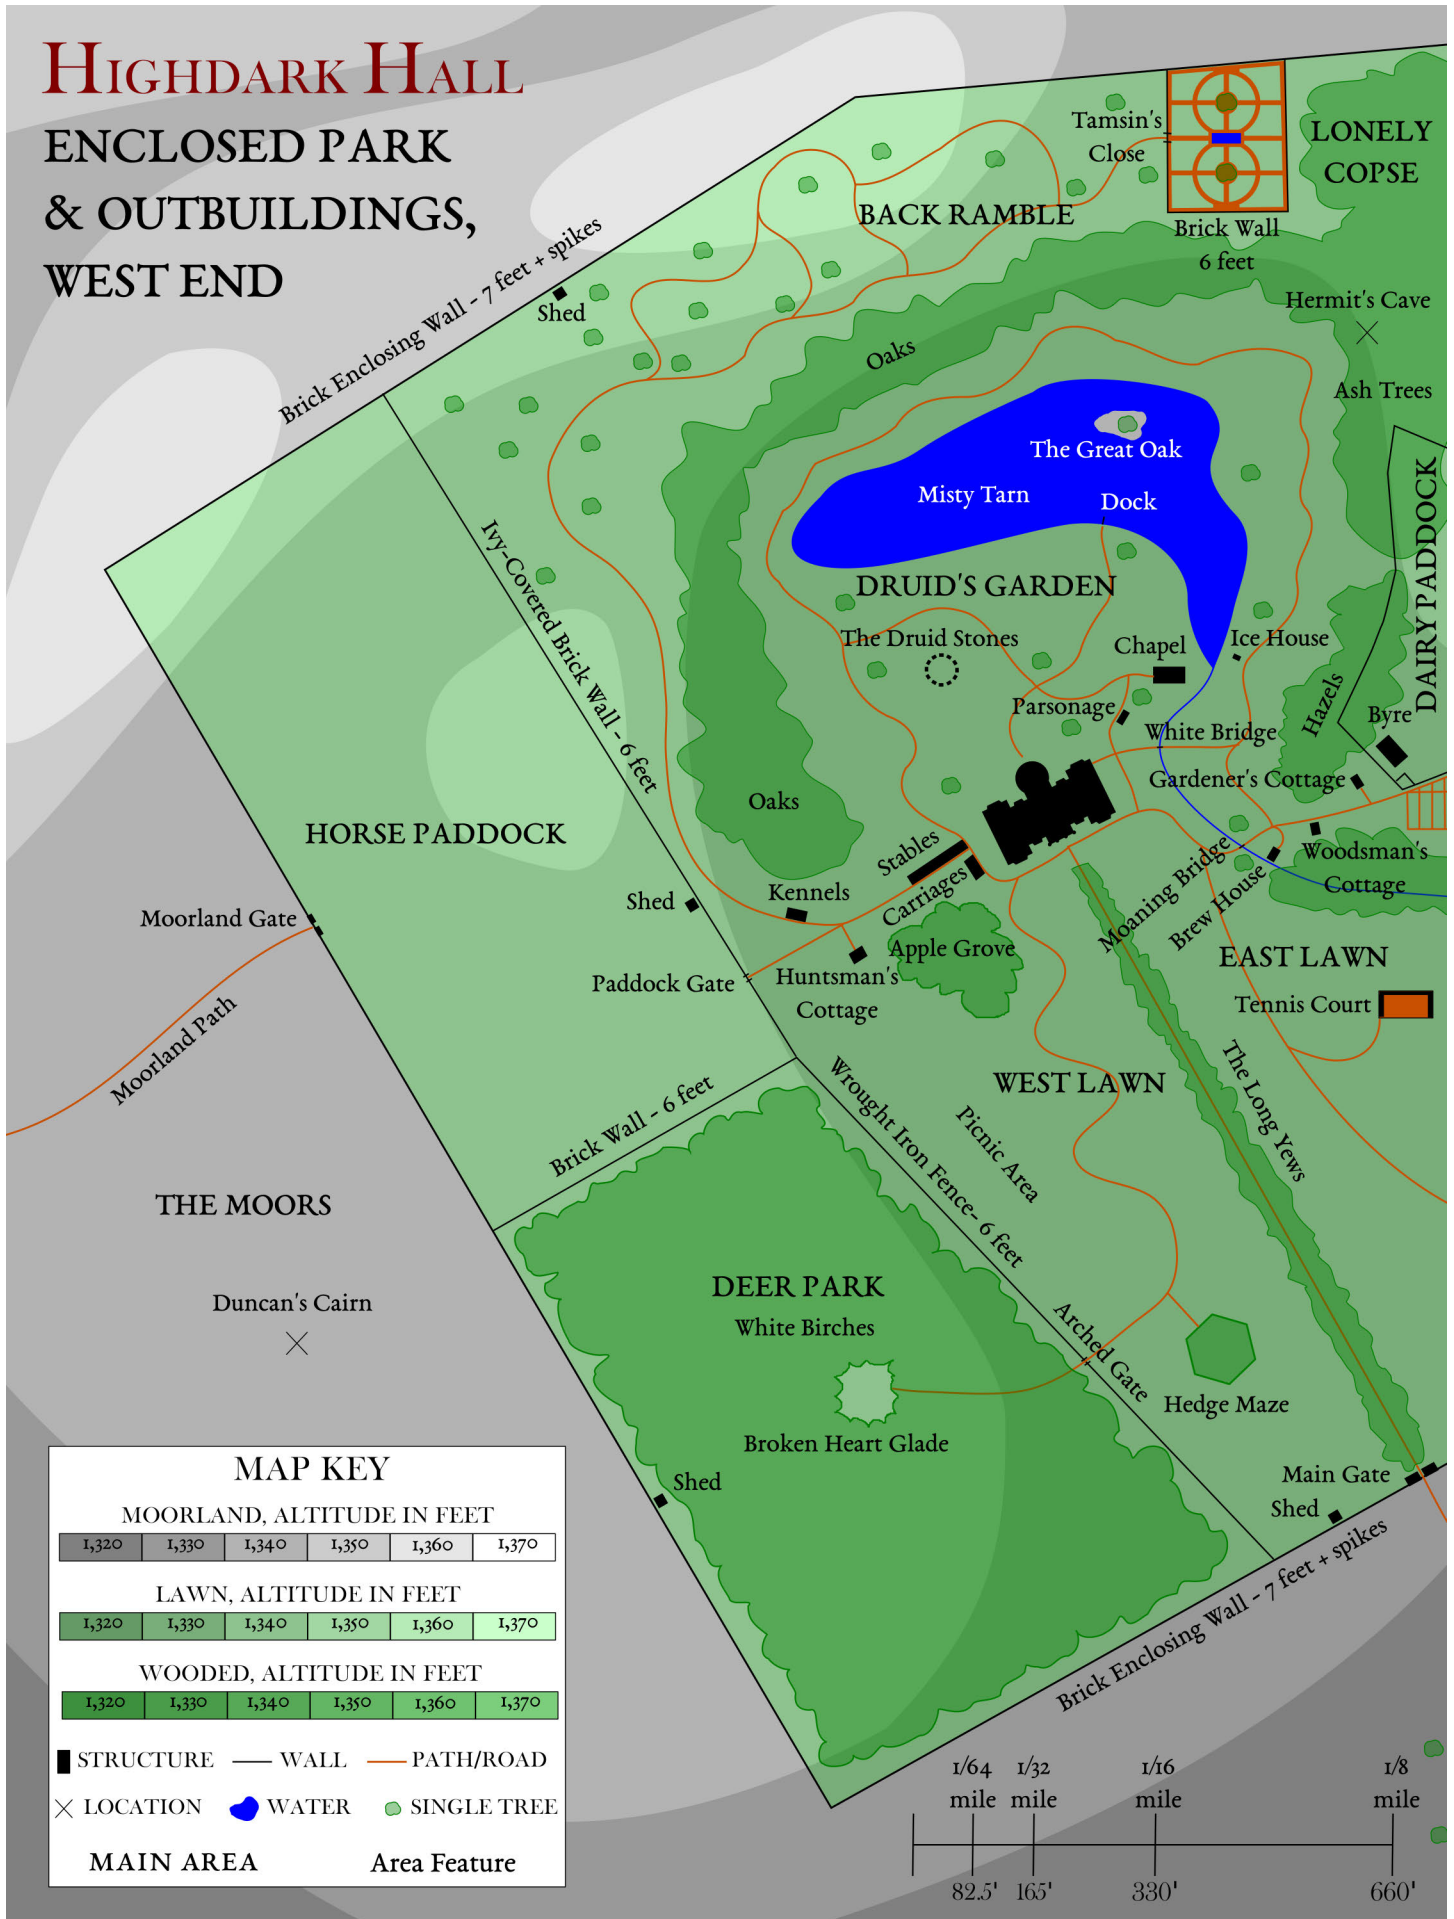 HIGHDARK HALL
ENCLOSED PARK
& OUTBUILDINGS,
WEST END
Tamsin's
Close
LONELY
COPSE
BACK RAMBLE
Brick Wall
6 feet
Brick Enclosing Wall - 7 feet + spikes
Shed
Hermit's Cave
Oaks
Ash Trees
The Great Oak
Misty Tarn
Dock
DAIRY PADDOCK
Ivy-Covered Brick Wall - 6 feet
DRUID'S GARDEN
The Druid Stones
Chapel
Ice House
Hazels
Parsonage
Byre
White Bridge
Gardener's Cottage
Oaks
HORSE PADDOCK
Stables
Carriages
Moaning Bridge
Brew House
Woodsman's
Cottage
Kennels
Shed
Moorland Gate
Apple Grove
EAST LAWN
Paddock Gate
Huntsman's
Cottage
Tennis Court
Moorland Path
WEST LAWN
The Long Yews
Brick Wall - 6 feet
Wrought Iron Fence- 6 feet
Picnic Area
THE MOORS
DEER PARK
White Birches
Duncan's Cairn
Arched Gate
Hedge Maze
Broken Heart Glade
Shed
Main Gate
Shed
Brick Enclosing Wall - 7 feet + spikes
MAP KEY
MOORLAND, ALTITUDE IN FEET
1,320 1,330 1,340 1,350 1,360 1,370
LAWN, ALTITUDE IN FEET
1,320 1,330 1,340 1,350 1,360 1,370
WOODED, ALTITUDE IN FEET
1,320 1,330 1,340 1,350 1,360 1,370
STRUCTURE WALL PATH/ROAD
LOCATION WATER SINGLE TREE
MAIN AREA Area Feature
1/64 1/32 1/16 1/8
mile mile mile mile
82.5' 165' 330' 660'